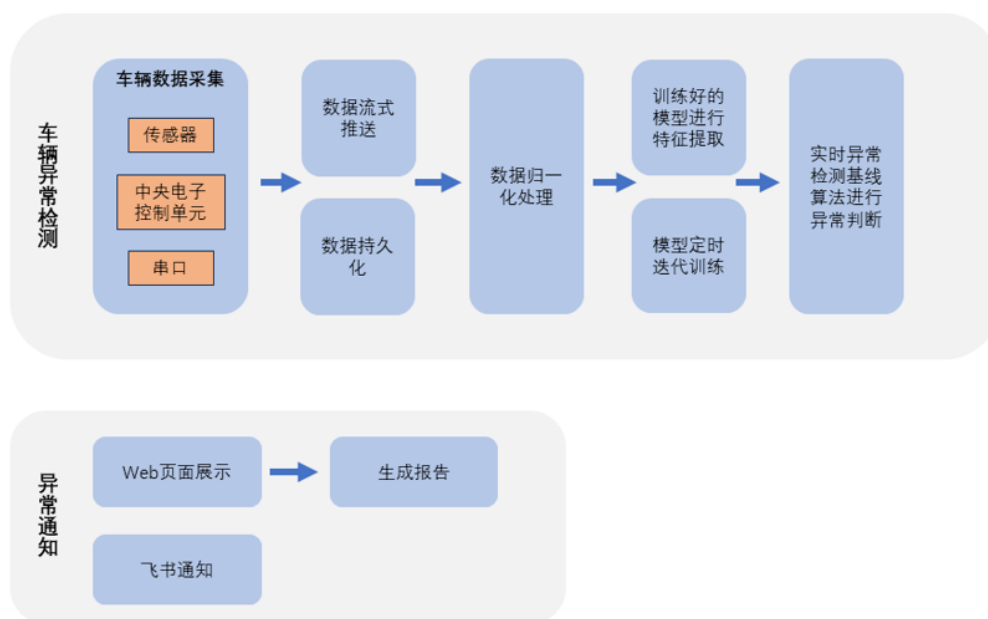 车辆异常检测
车辆数据采集
传感器
中央电子
控制单元
串口
数据流式
推送
数据持久
化
数据归一
化处理
训练好的
模型进行
特征提取
模型定时
迭代训练
实时异常
检测基线
算法进行
异常判断
异常通知
Web页面展示
生成报告
飞书通知